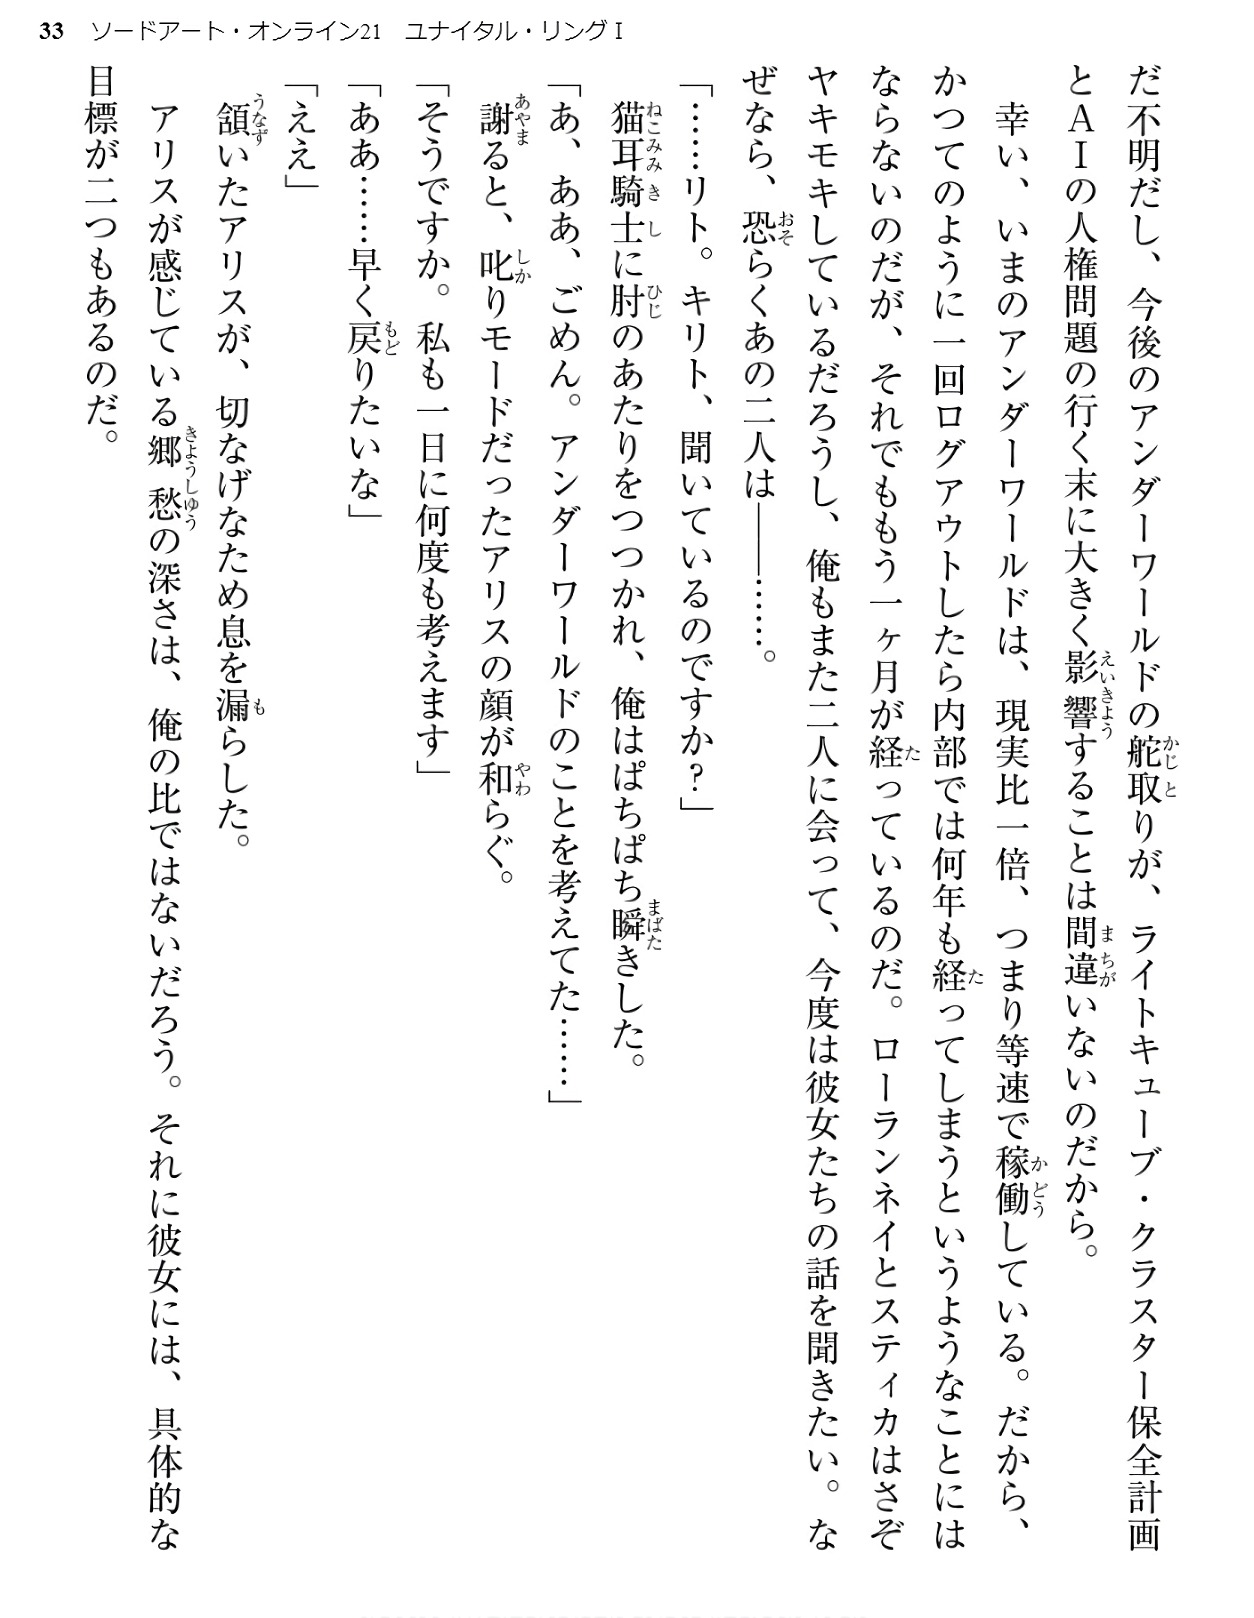 33 ソードアート・オンライン21 ユナイタル・リングⅠ
だ不明だし、今後のアンダーワールドの舵取りが、ライトキューブ・クラスター保全計画
とＡＩの人権問題の行く末に大きく影響することは間違いないのだから。
　幸い、いまのアンダーワールドは、現実比一倍、つまり等速で稼働している。だから、
かつてのように一回ログアウトしたら内部では何年も経ってしまうというようなことには
ならないのだが、それでももう一ヶ月が経っているのだ。ローランネイとスティカはさぞ
ヤキモキしているだろうし、俺もまた二人に会って、今度は彼女たちの話を聞きたい。な
ぜなら、恐らくあの二人は――……。
「……リト。キリト、聞いているのですか？」
　猫耳騎士に肘のあたりをつつかれ、俺はぱちぱち瞬きした。
「あ、ああ、ごめん。アンダーワールドのことを考えてた……」
　謝ると、叱りモードだったアリスの顔が和らぐ。
「そうですか。私も一日に何度も考えます」
「ああ……早く戻りたいな」
「ええ」
　頷いたアリスが、切なげなため息を漏らした。
　アリスが感じている郷愁の深さは、俺の比ではないだろう。それに彼女には、具体的な
目標が二つもあるのだ。